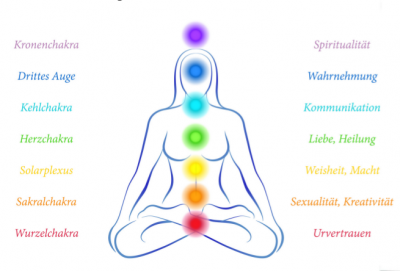 Kronenchakra Spiritualität
Drittes Auge Wahrnehmung
Kehlchakra Kommunikation
Herzchakra Liebe, Heilung
Solarplexus Weisheit, Macht
Sakralchakra Sexualität, Kreativität
Wurzelchakra Urvertrauen